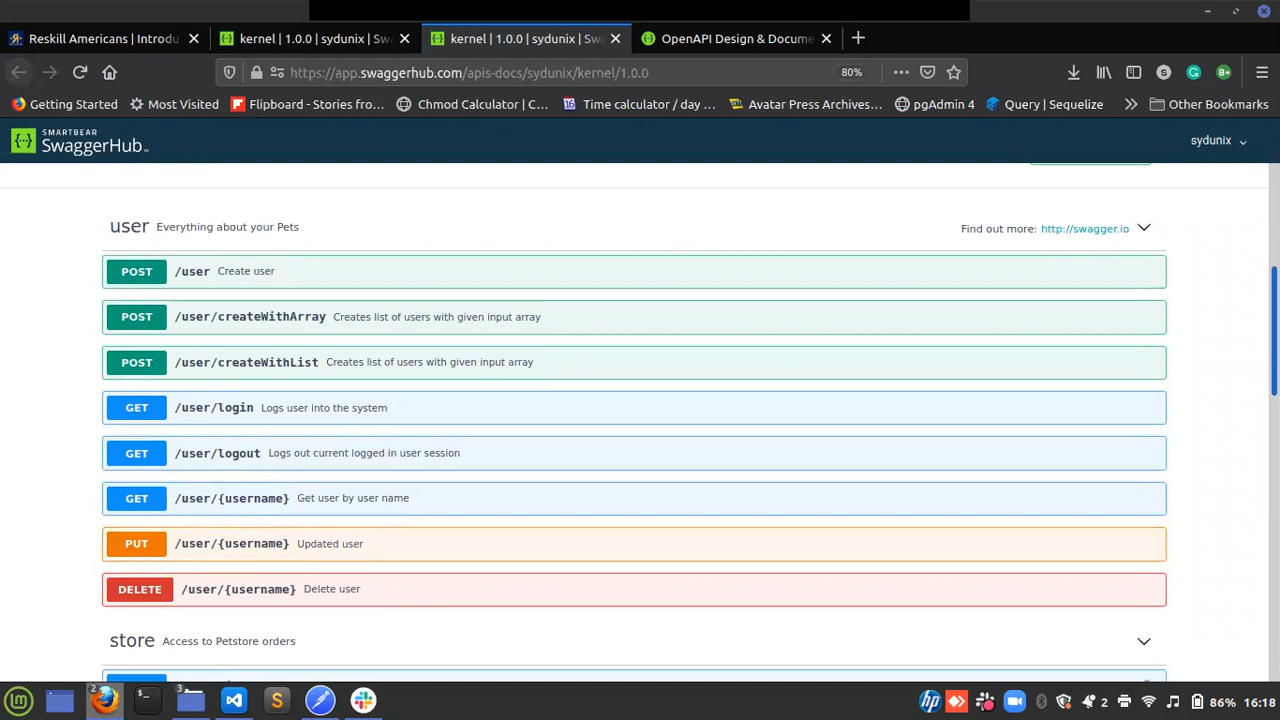 Reskill Americans | Introdu
kernel | 1.0.0 | sydunix | Sw
kernel | 1.0.0 | sydunix | Swa
OpenAPI Design & Docume
https://app.swaggerhub.com/apis-docs/sydunix/kernel/1.0.0
80%
Getting Started
Most Visited
Flipboard - Stories fro...
Chmod Calculator | C...
Time calculator / day ...
Avatar Press Archives...
pgAdmin 4
Query | Sequelize
Other Bookmarks
SMARTBEAR
SwaggerHub
sydunix
user Everything about your Pets
Find out more: http://swagger.io
POST /user Create user
POST /user/createWithArray Creates list of users with given input array
POST /user/createWithList Creates list of users with given input array
GET /user/login Logs user into the system
GET /user/logout Logs out current logged in user session
GET /user/{username} Get user by user name
PUT /user/{username} Updated user
DELETE /user/{username} Delete user
store Access to Petstore orders
2
3
2
86%
16:18